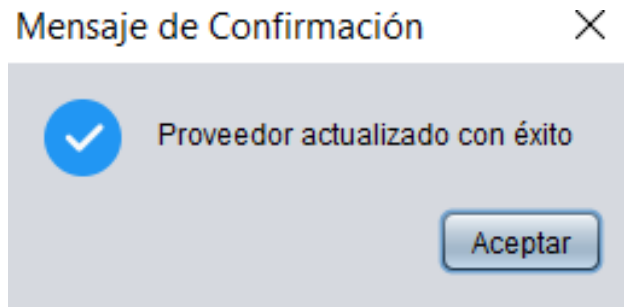 Mensaje de Confirmación
Proveedor actualizado con éxito
Aceptar